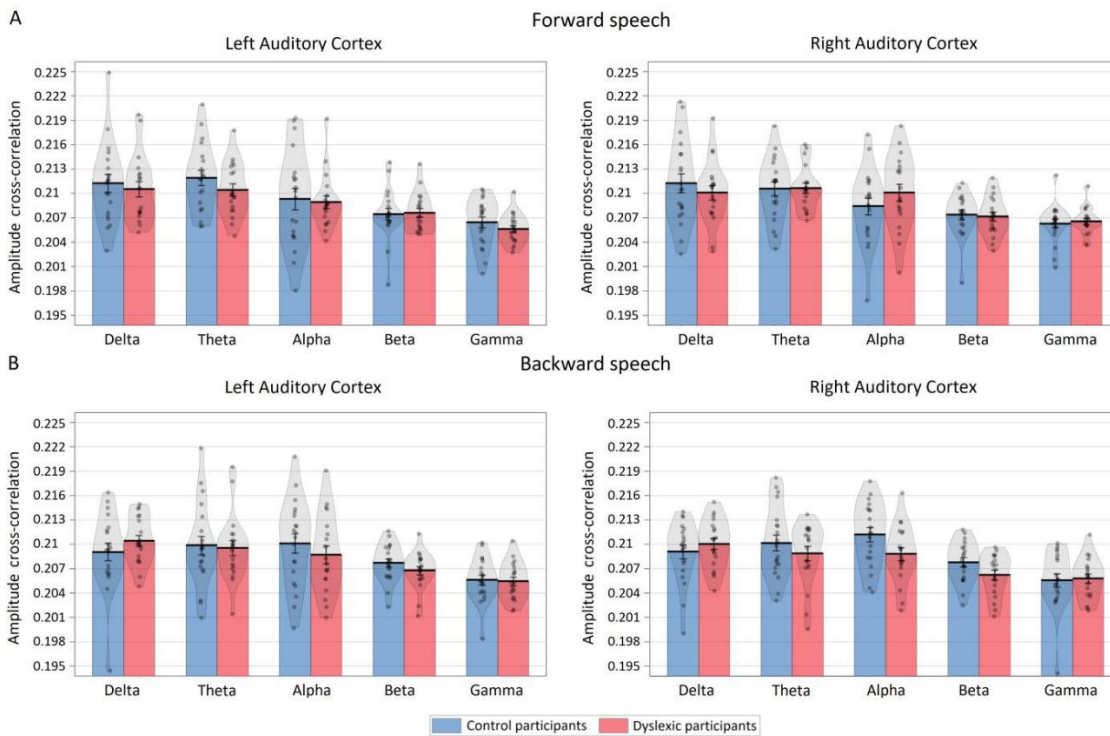 A
Forward speech
Left Auditory Cortex
Amplitude cross-correlation
0.225
0.222
0.219
0.216
0.213
0.21
0.207
0.204
0.201
0.198
0.195
Delta Theta Alpha Beta Gamma
Right Auditory Cortex
Amplitude cross-correlation
0.225
0.222
0.219
0.216
0.213
0.21
0.207
0.204
0.201
0.198
0.195
Delta Theta Alpha Beta Gamma
B
Backward speech
Left Auditory Cortex
Amplitude cross-correlation
0.225
0.222
0.219
0.216
0.213
0.21
0.207
0.204
0.201
0.198
0.195
Delta Theta Alpha Beta Gamma
Right Auditory Cortex
Amplitude cross-correlation
0.225
0.222
0.219
0.216
0.213
0.21
0.207
0.204
0.201
0.198
0.195
Delta Theta Alpha Beta Gamma
Control participants Dyslexic participants